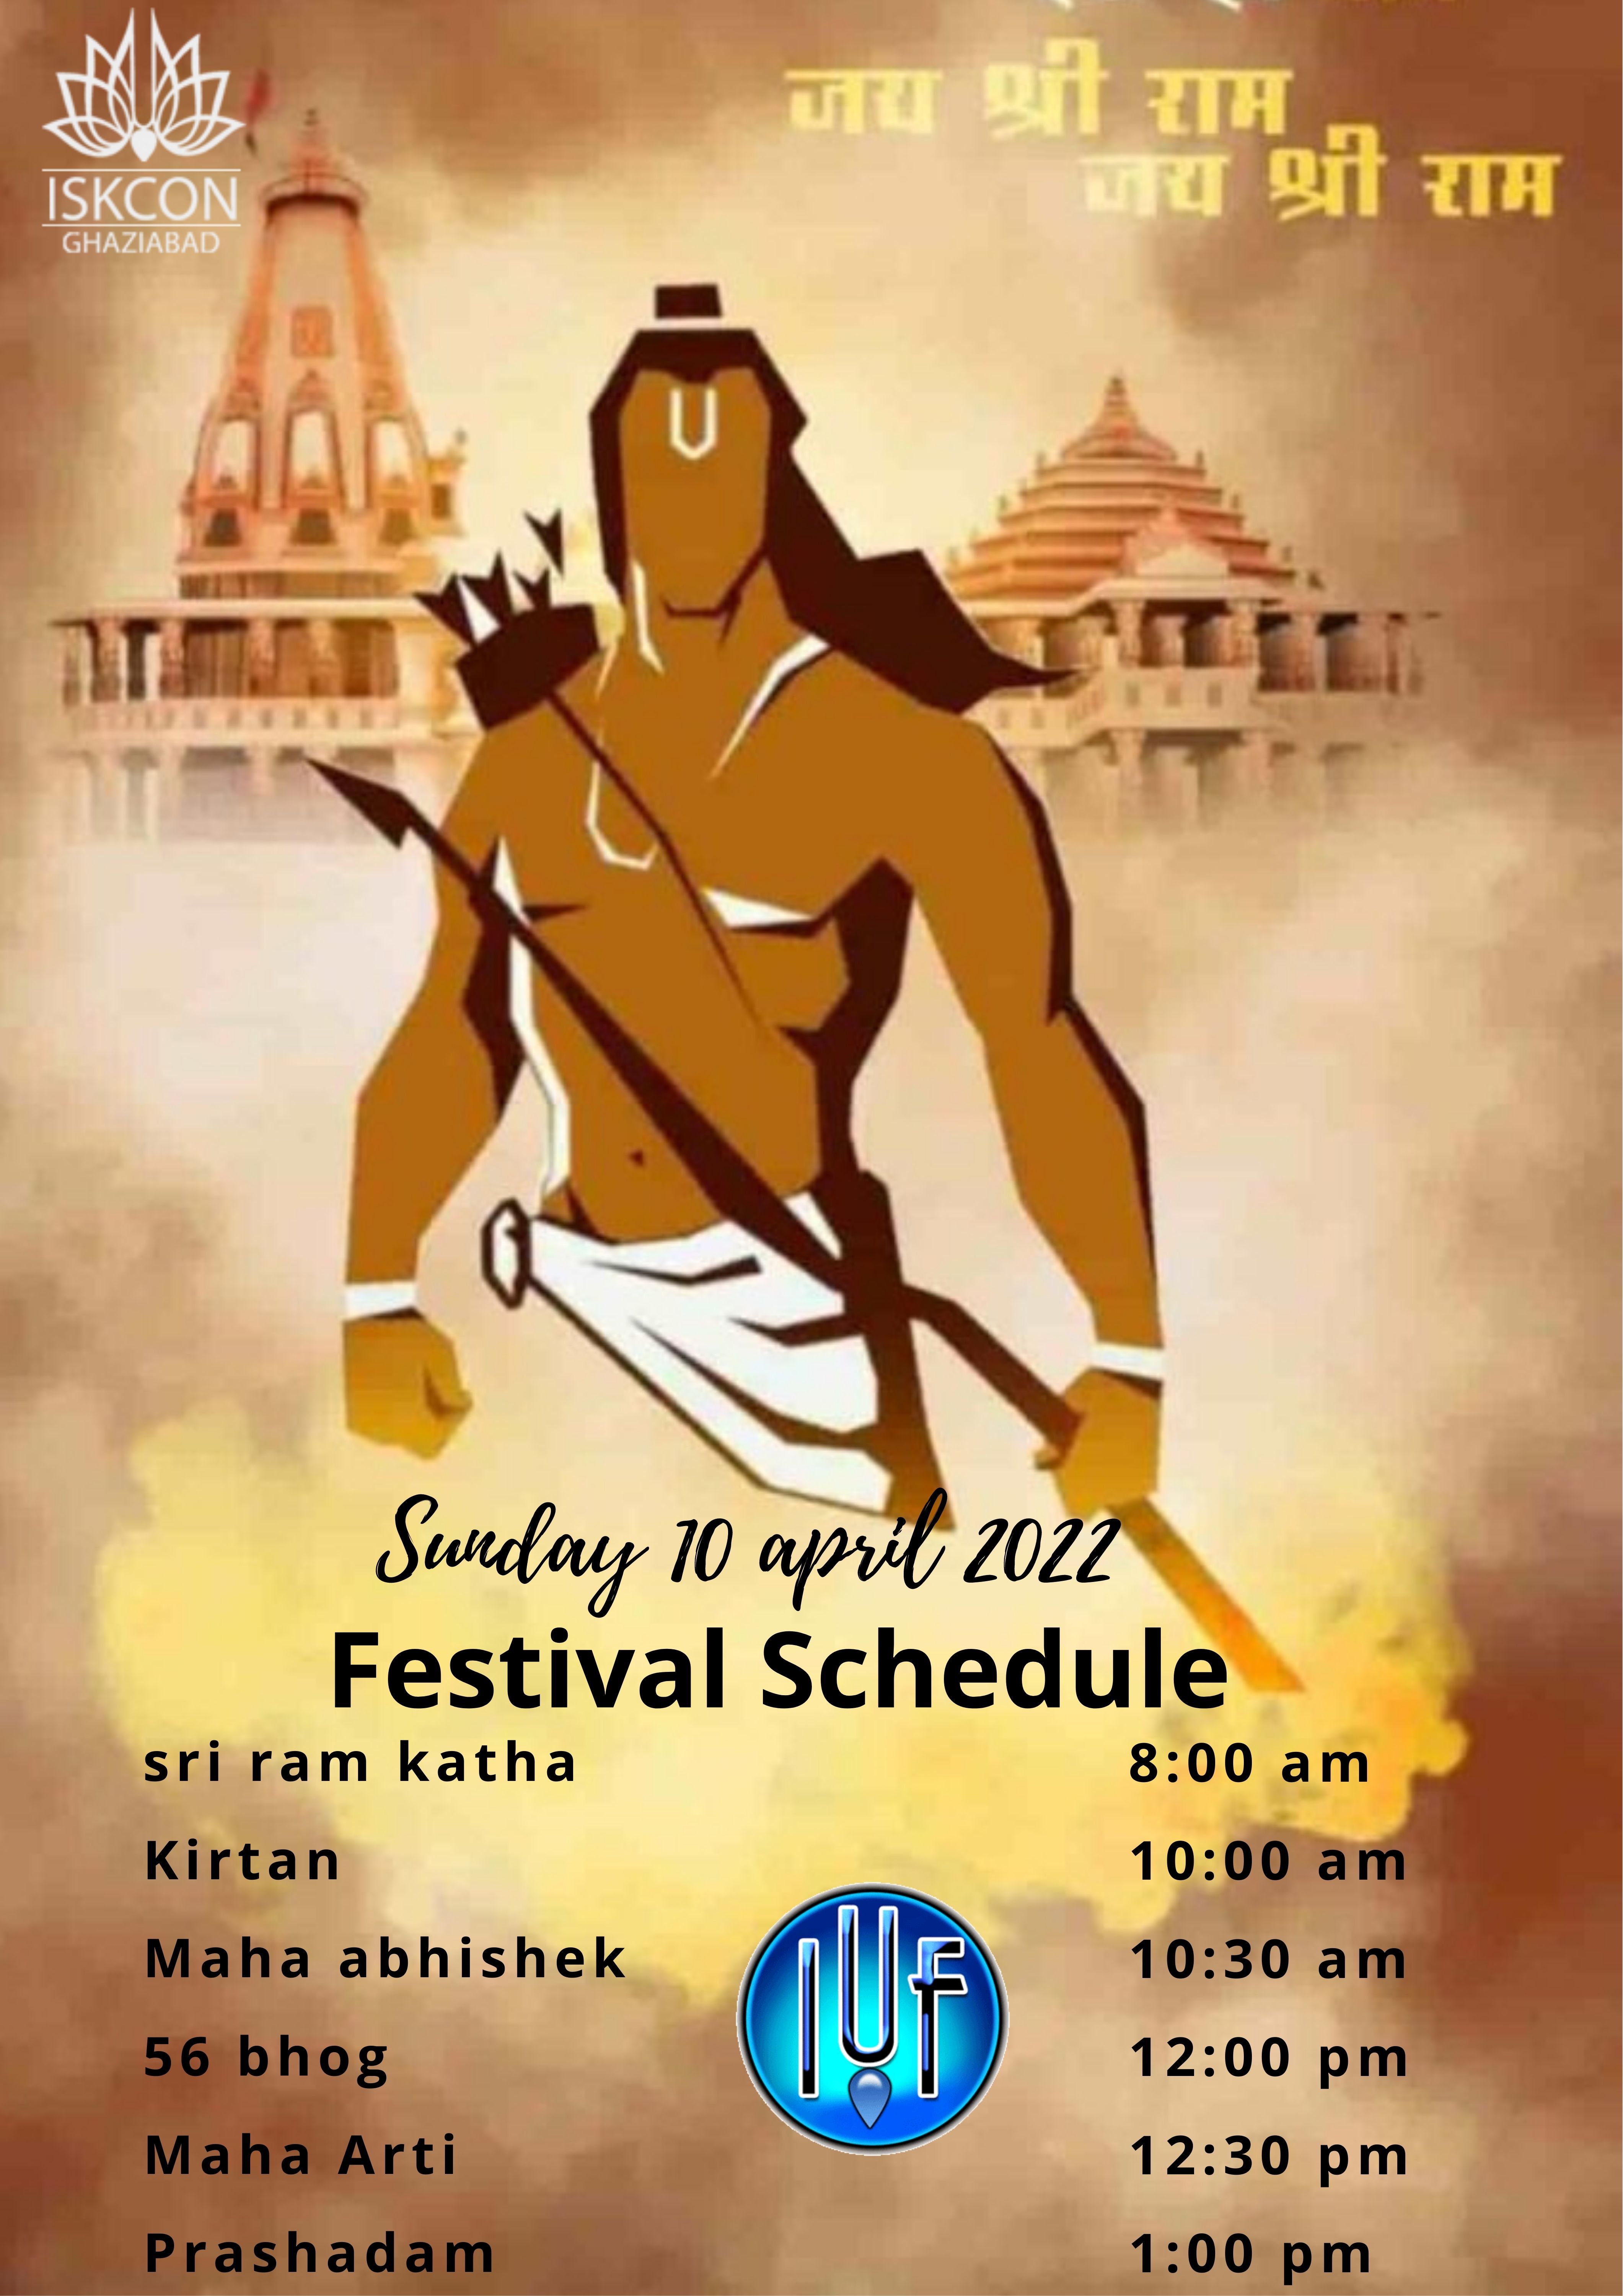 जय श्री राम
जय श्री राम
ISKCON
GHAZIABAD
Sunday 10 april 2022
Festival Schedule
sri ram katha 8:00 am
Kirtan 10:00 am
Maha abhishek 10:30 am
56 bhog 12:00 pm
IUF
Maha Arti 12:30 pm
Prashadam 1:00 pm